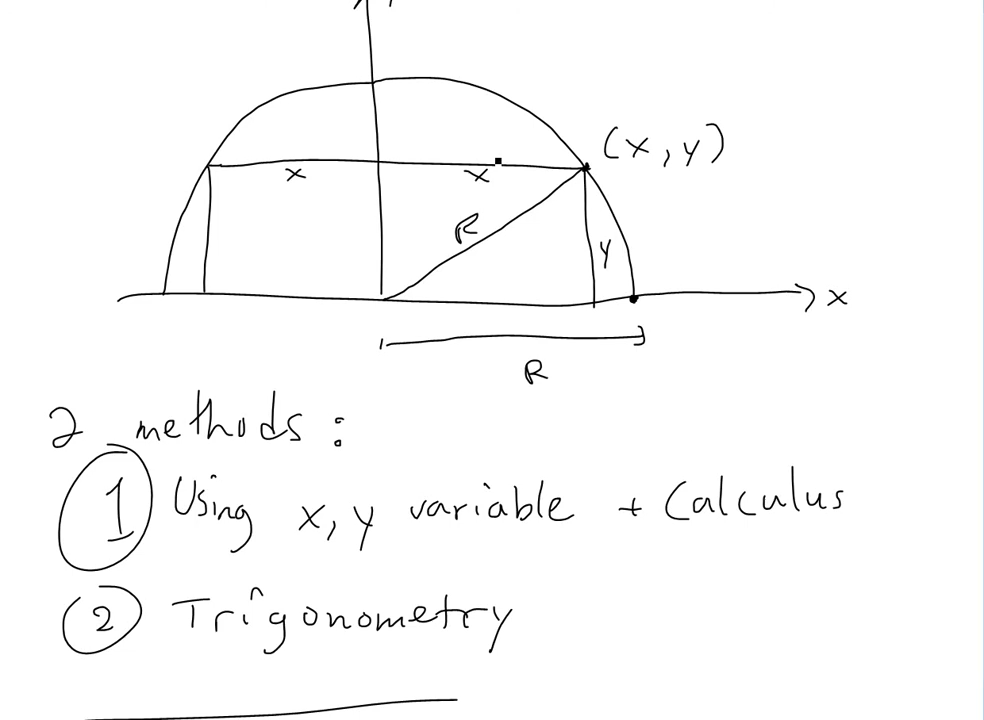 (x, y)
x x
R
y
x
R
2 methods:
1 Using x, y variable + Calculus
2 Trigonometry